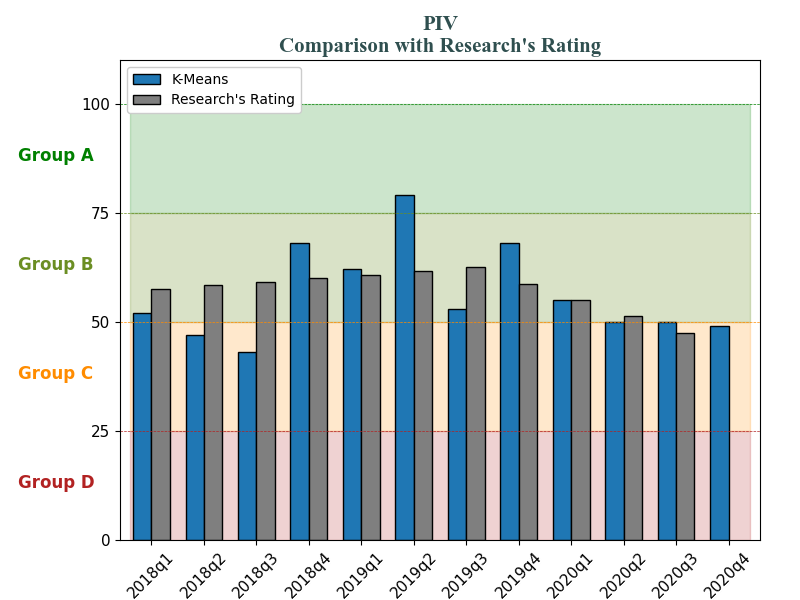 PIV
Comparison with Research's Rating
K-Means
Research's Rating
100
Group A
75
Group B
50
Group C
25
Group D
0
2018q1
2018q2
2018q3
2018q4
2019q1
2019q2
2019q3
2019q4
2020q1
2020q2
2020q3
2020q4